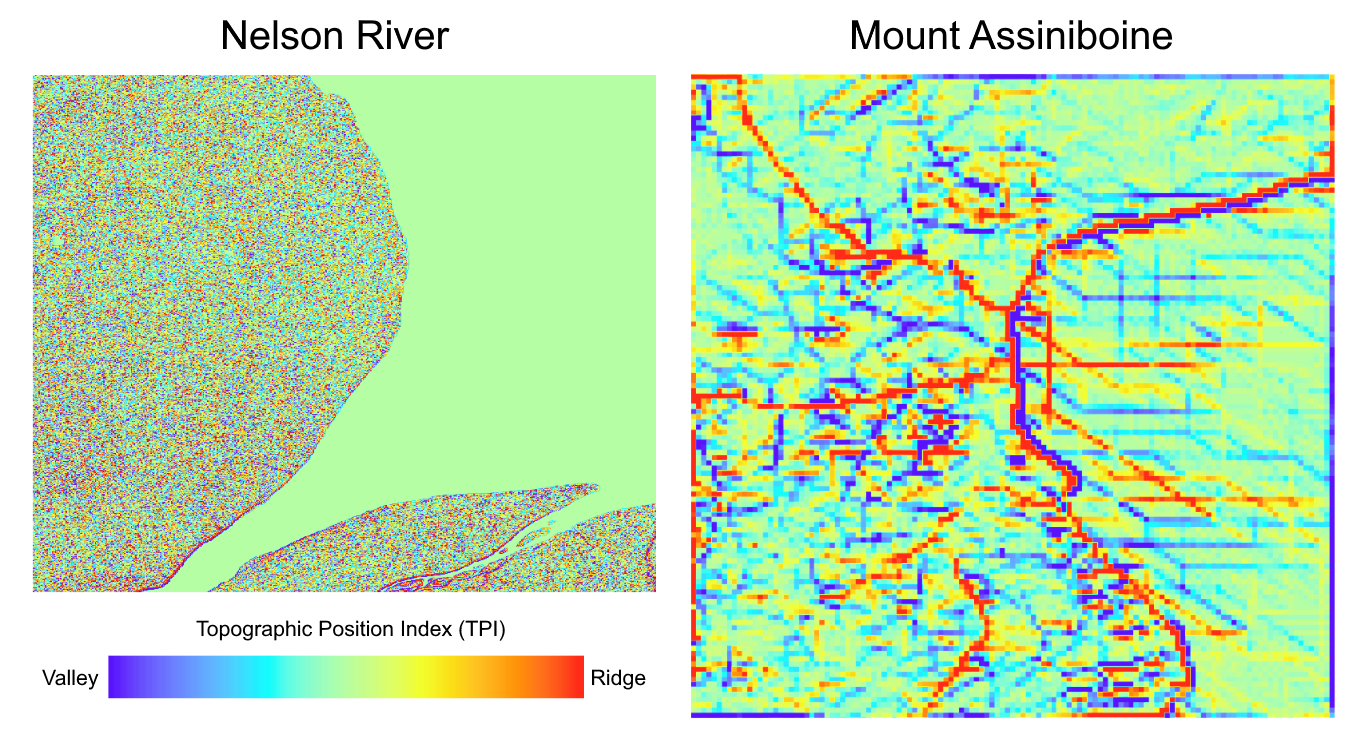 Nelson River
Mount Assiniboine
Topographic Position Index (TPI)
Valley
Ridge